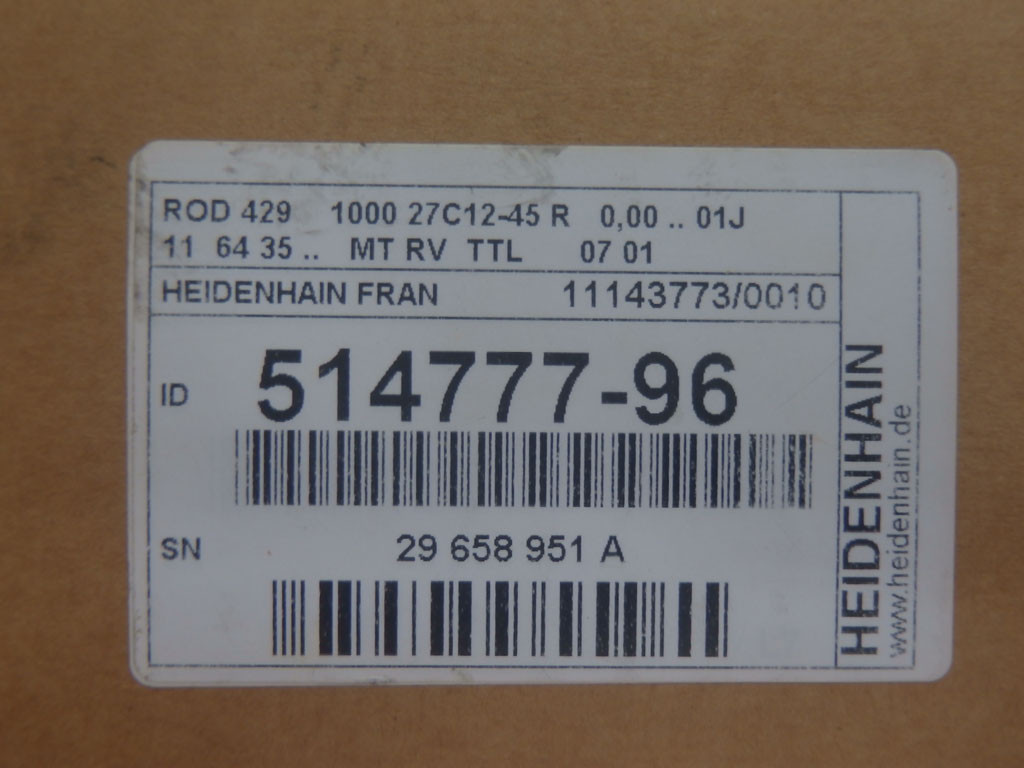 ROD 429 1000 27C12-45 R 0,00 .. 01J
11 64 35 .. MT RV TTL 07 01
HEIDENHAIN FRAN 11143773/0010
ID 514777-96
SN 29 658 951 A
HEIDENHAIN
www.heidenhain.de